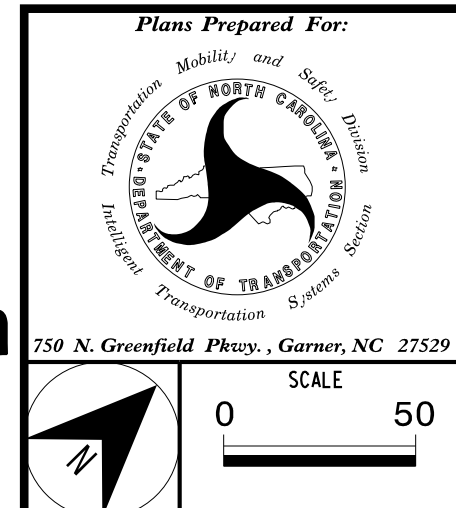 Plans Prepared For:
Transportation Mobility and Safety Division
STATE OF NORTH CAROLINA
DEPARTMENT OF TRANSPORTATION
Intelligent Transportation Systems Section
750 N. Greenfield Pkwy. , Garner, NC 27529
SCALE
0 50
N